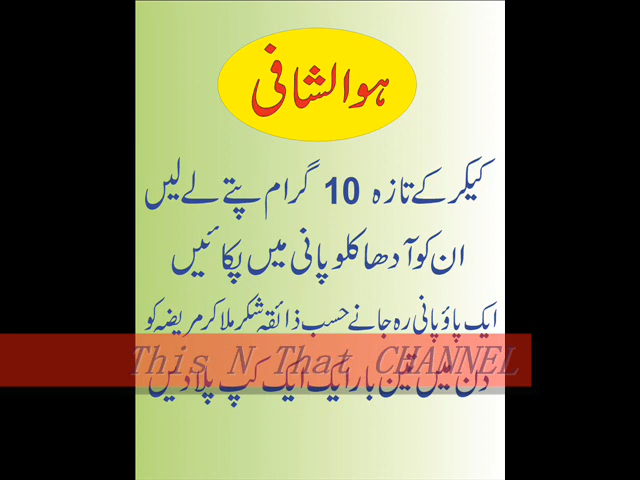 ہوالشافی
کیکر کے تازہ 10 گرام پتے لے لیں
ان کو آدھا کلو پانی میں پکائیں
ایک پاؤ پانی رہ جانے حسب ذائقہ شکر ملا کر مریضہ کو
This N That CHANNEL
دن میں تین بار ایک ایک کپ پلا دیں